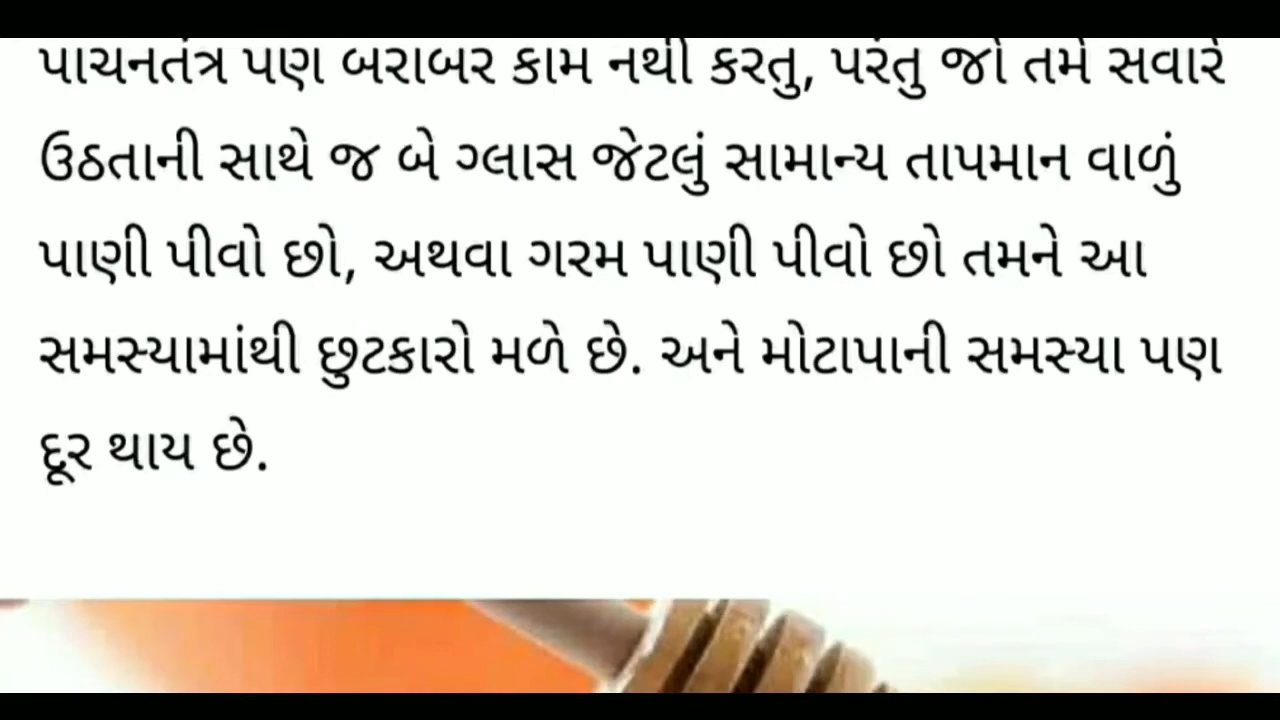 પાચનતંત્ર પણ બરાબર કામ નથી કરતુ, પરંતુ જો તમે સવારે
ઉઠતાની સાથે જ બે ગ્લાસ જેટલું સામાન્ય તાપમાન વાળું
પાણી પીવો છો, અથવા ગરમ પાણી પીવો છો તમને આ
સમસ્યામાંથી છુટકારો મળે છે. અને મોટાપાની સમસ્યા પણ
દૂર થાય છે.